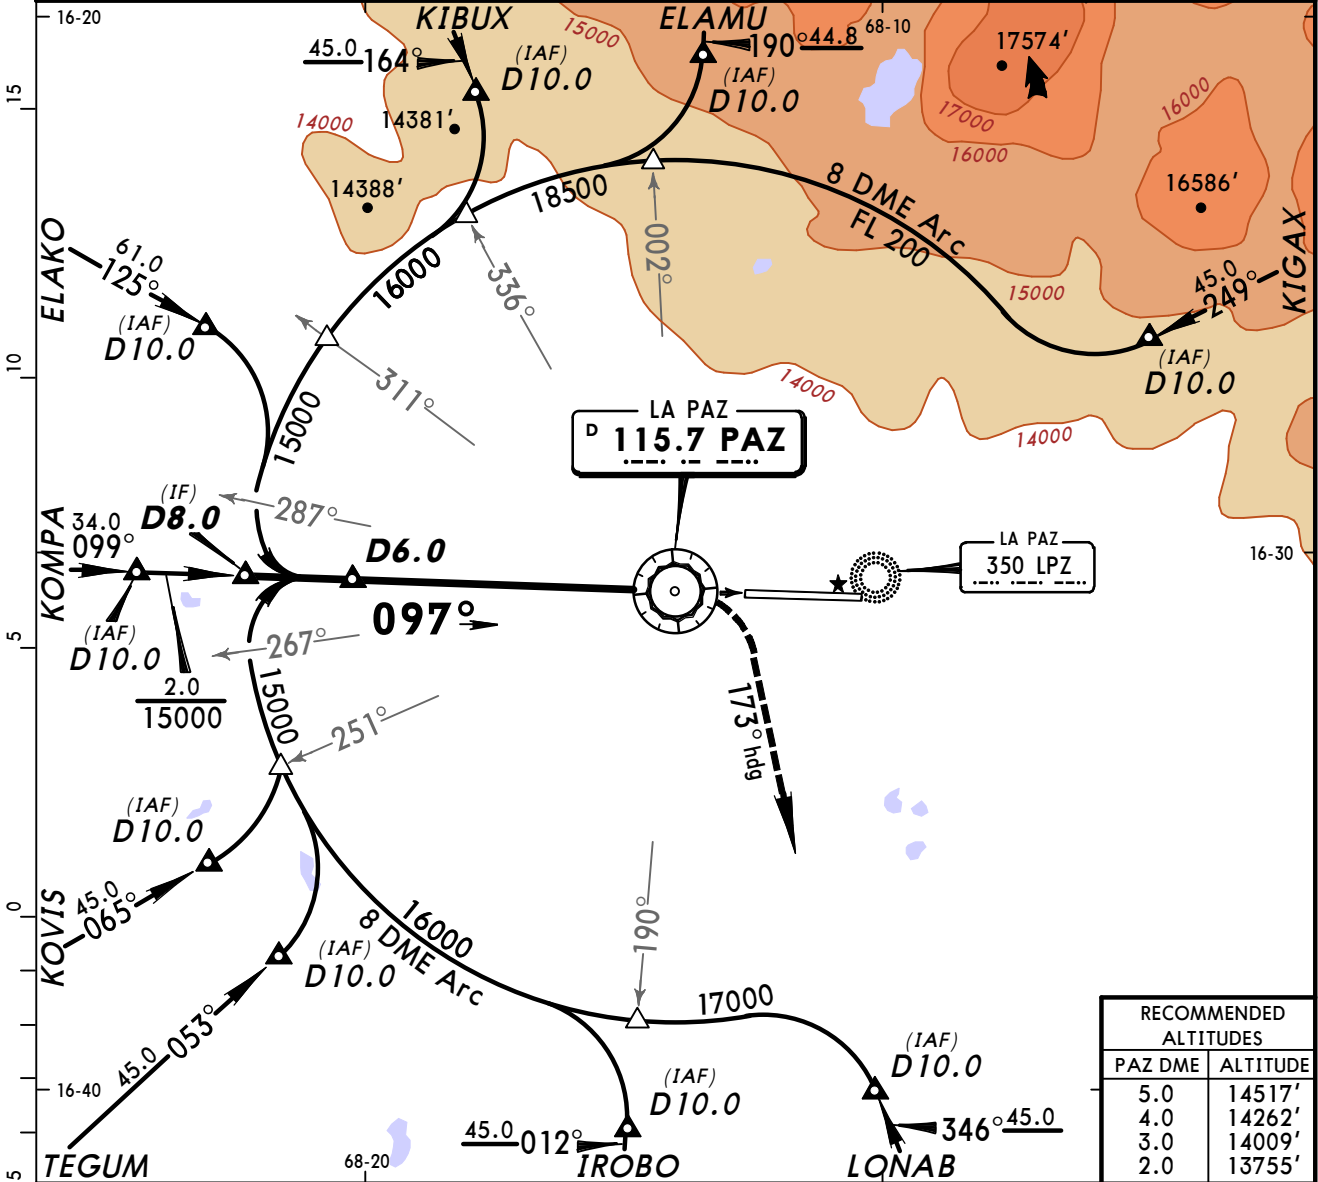 16-20
KIBUX
ELAMU
68-10
15000
45.0 164°
(IAF)
D10.0
190° 44.8
(IAF)
D10.0
17574'
15
14000
14381'
17000
16000
16000
14388'
18500
8 DME Arc
FL 200
16586'
ELAKO
61.0
125°
16000
336°
002°
15000
45.0
249°
KIGAX
(IAF)
D10.0
(IAF)
D10.0
10
311°
14000
15000
LA PAZ
D 115.7 PAZ
14000
(IF)
D8.0
287°
KOMPA
34.0
099°
D6.0
LA PAZ
350 LPZ
16-30
097°
(IAF)
D10.0
267°
5
2.0
15000
15000
251°
173° hdg
(IAF)
D10.0
KOVIS
45.0
065°
0
190°
16000
8 DME Arc
(IAF)
D10.0
17000
45.0 053°
(IAF)
D10.0
(IAF)
D10.0
16-40
45.0 012°
346° 45.0
5
TEGUM
68-20
IROBO
LONAB
RECOMMENDED
ALTITUDES
PAZ DME ALTITUDE
5.0 14517'
4.0 14262'
3.0 14009'
2.0 13755'